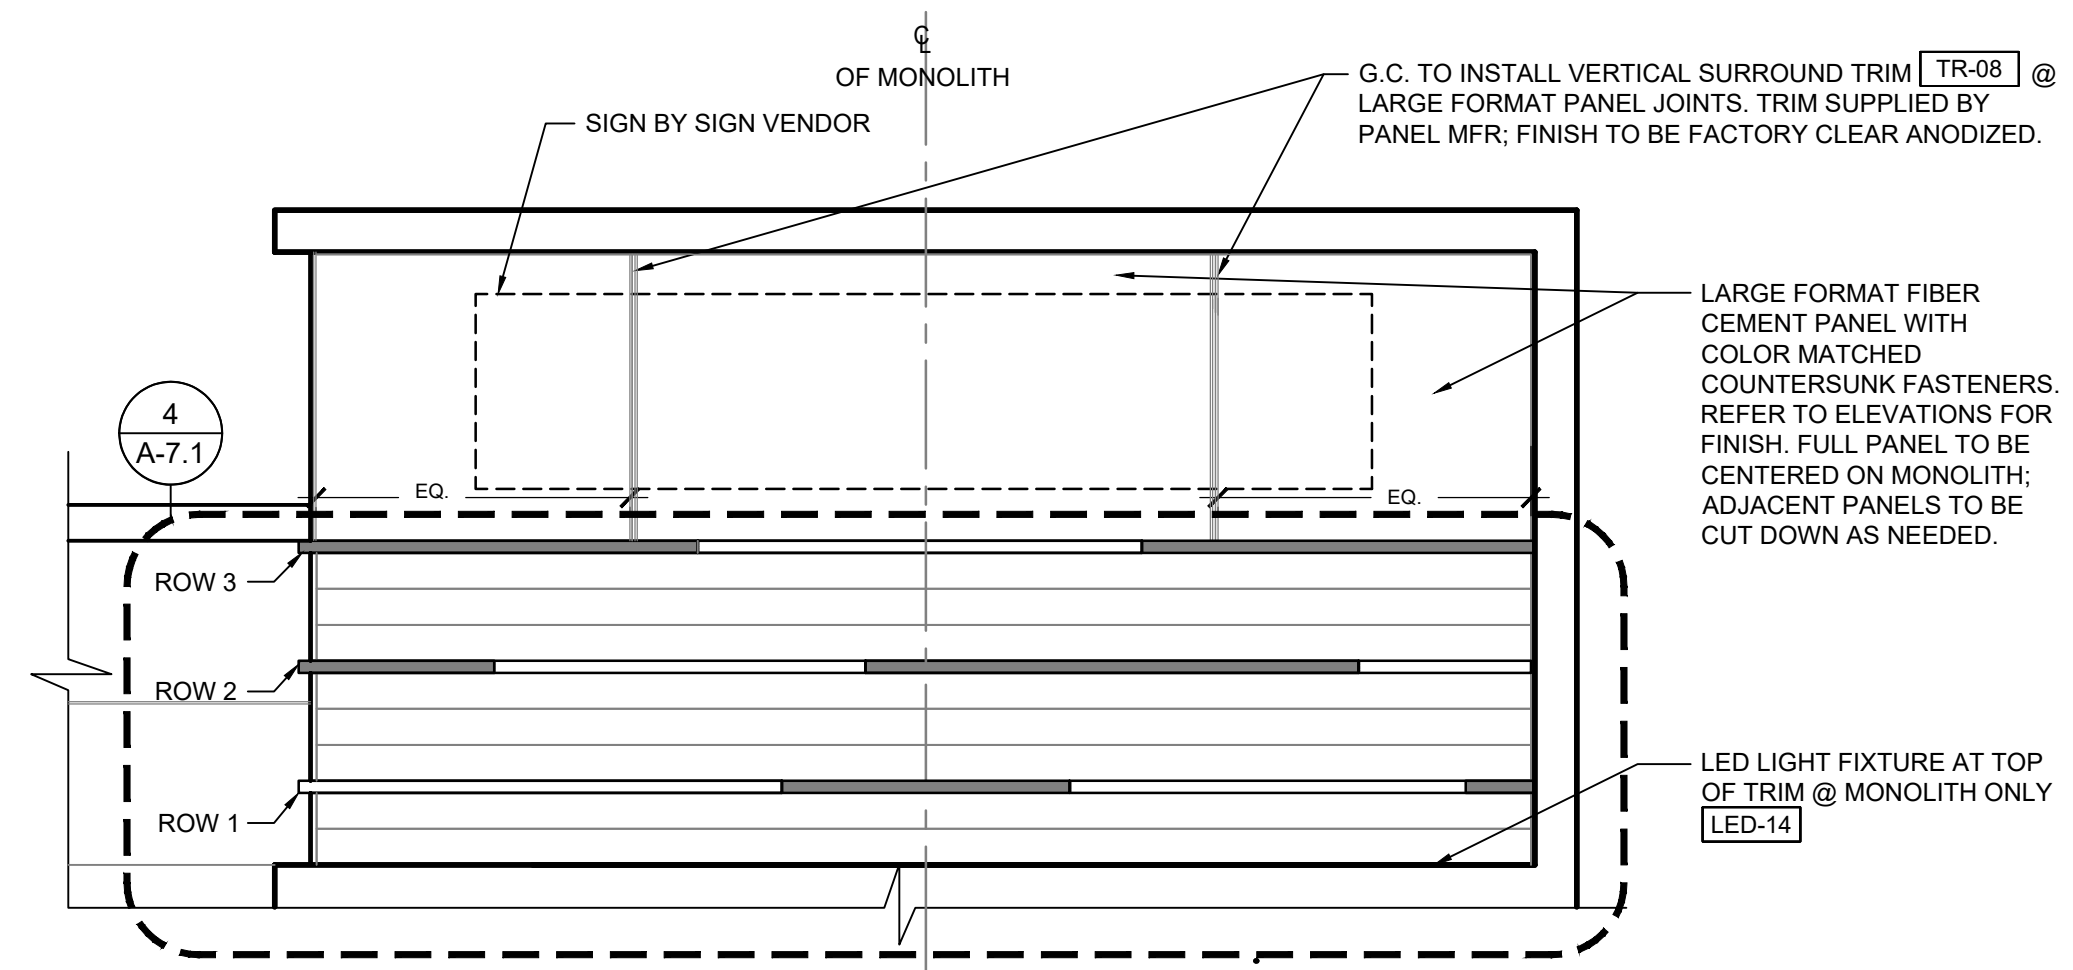 ℄
OF MONOLITH
SIGN BY SIGN VENDOR
G.C. TO INSTALL VERTICAL SURROUND TRIM TR-08 @
LARGE FORMAT PANEL JOINTS. TRIM SUPPLIED BY
PANEL MFR; FINISH TO BE FACTORY CLEAR ANODIZED.
LARGE FORMAT FIBER
CEMENT PANEL WITH
COLOR MATCHED
COUNTERSUNK FASTENERS.
REFER TO ELEVATIONS FOR
FINISH. FULL PANEL TO BE
CENTERED ON MONOLITH;
ADJACENT PANELS TO BE
CUT DOWN AS NEEDED.
4
A-7.1
EQ.
EQ.
ROW 3
ROW 2
ROW 1
LED LIGHT FIXTURE AT TOP
OF TRIM @ MONOLITH ONLY
LED-14